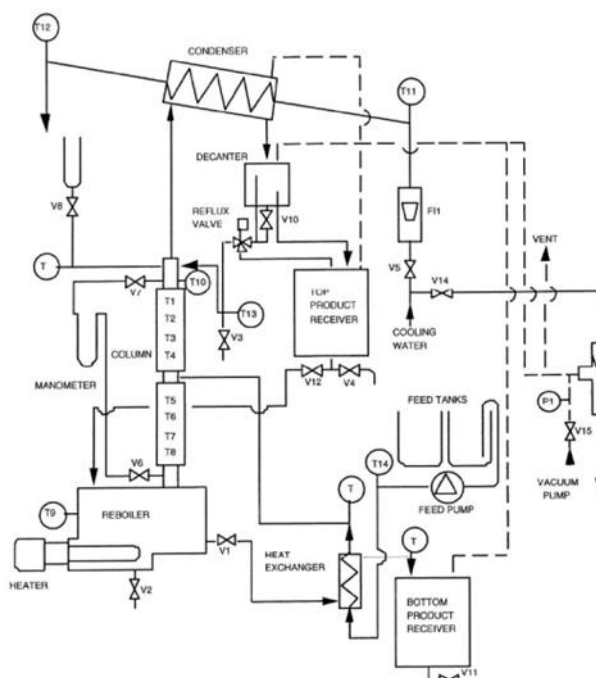 T12
CONDENSER
T11
DECANTER
V8
REFLUX
VALVE
V10
FI1
VENT
T
T10
V5
V14
V7
T1
T2
T3
T4
T13
TOP
PRODUCT
RECEIVER
COOLING
WATER
COLUMN
V3
MANOMETER
V12
V4
P1
T5
T6
T7
T8
FEED TANKS
V15
V6
T14
VACUUM
PUMP
T
T9
REBOILER
FEED PUMP
V1
HEAT
EXCHANGER
T
HEATER
V2
BOTTOM
PRODUCT
RECEIVER
V11